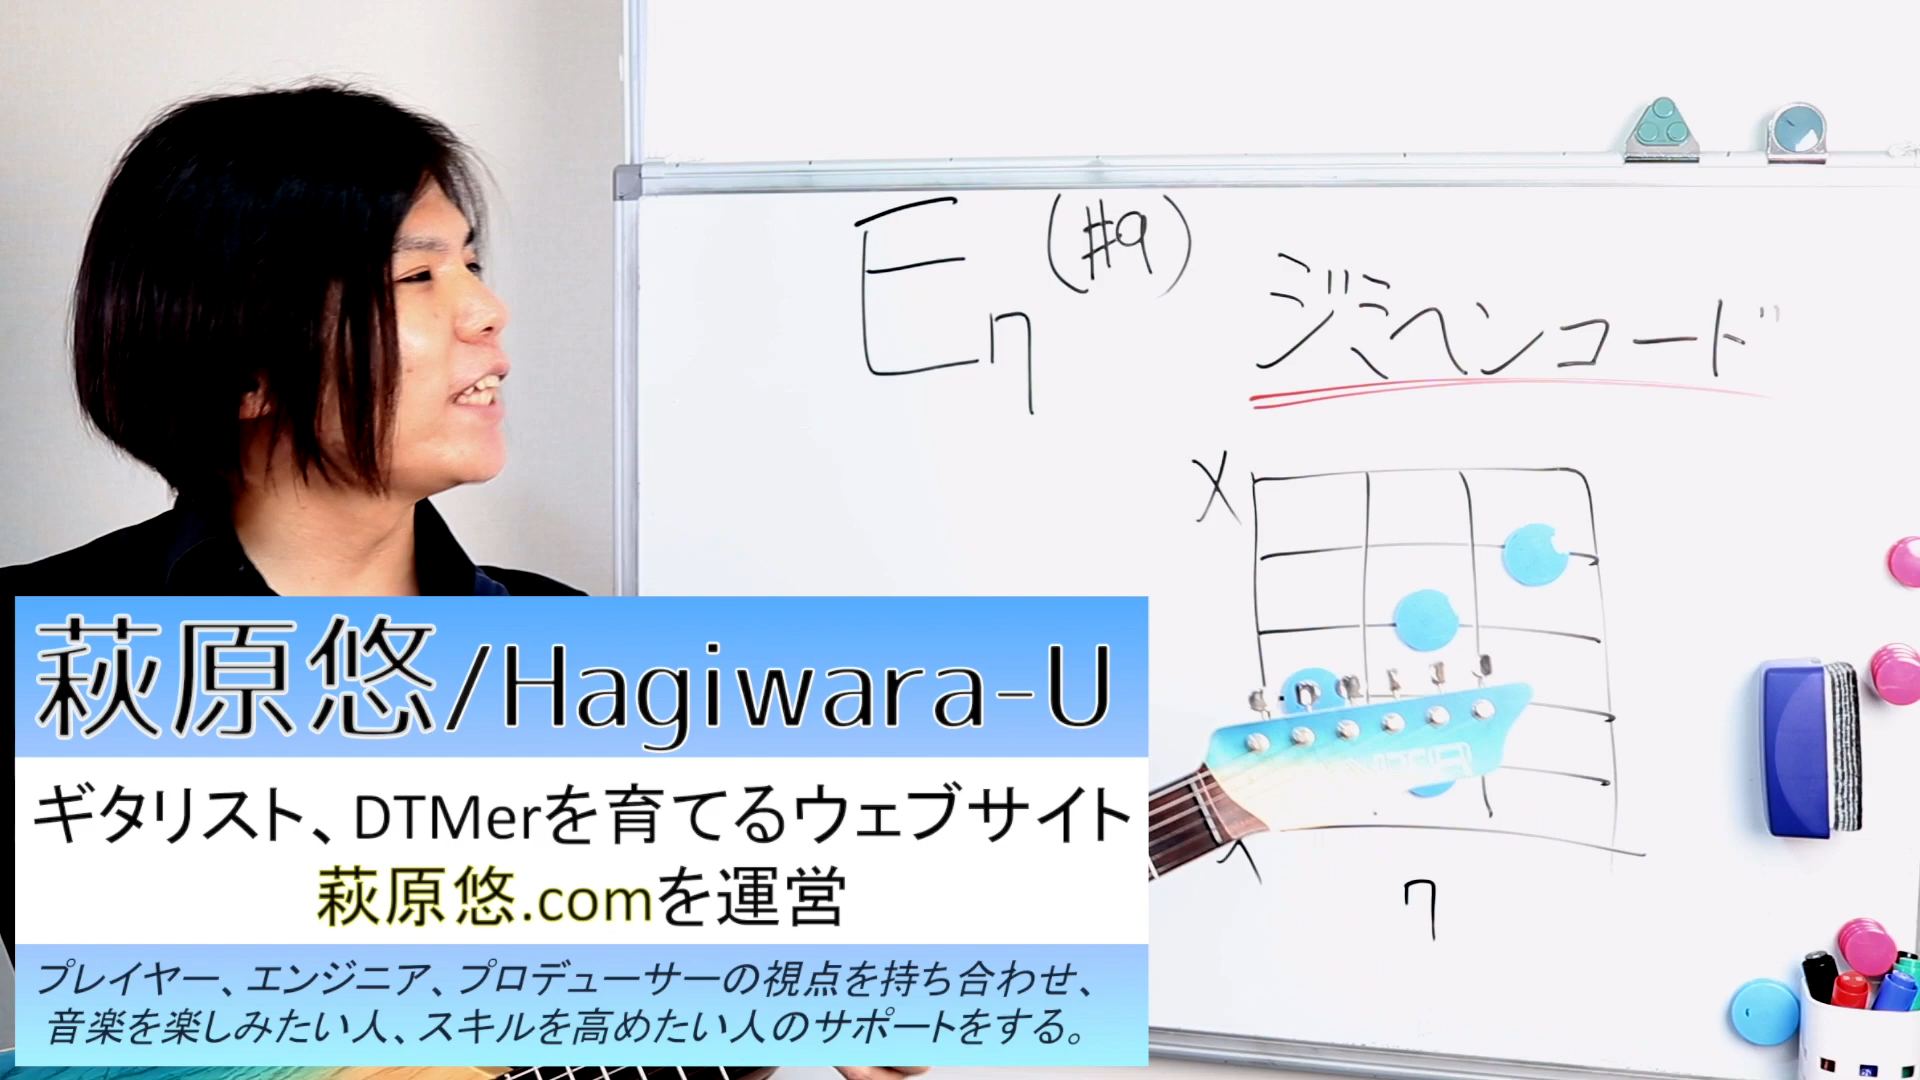 E7(#9)
ジミヘンコード
X
X
7
萩原悠/Hagiwara-U
ギタリスト、DTMerを育てるウェブサイト
萩原悠.comを運営
プレイヤー、エンジニア、プロデューサーの視点を持ち合わせ、
音楽を楽しみたい人、スキルを高めたい人のサポートをする。